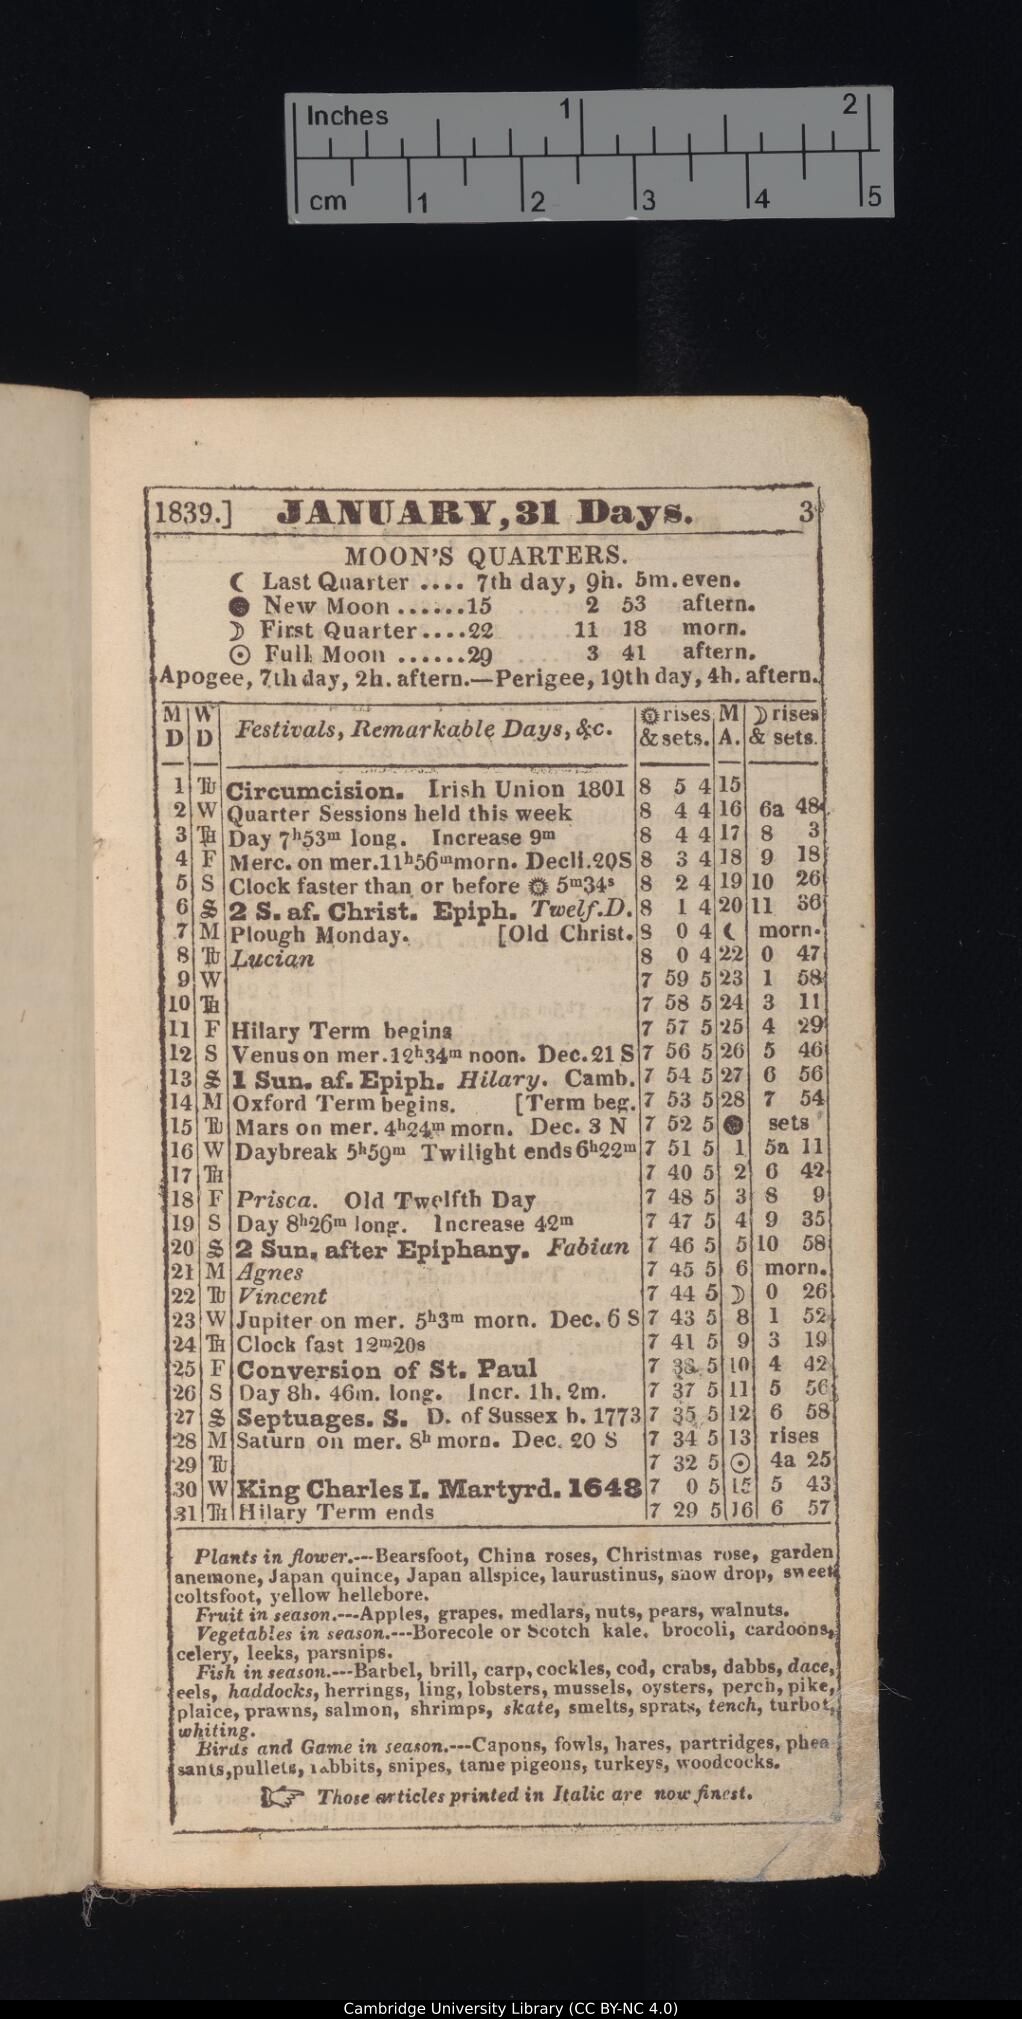 Inches 1 2
cm 1 2 3 4 5
1839.] JANUARY, 31 Days. 3
MOON'S QUARTERS.
☾ Last Quarter .... 7th day, 9h. 5m. even.
● New Moon ......15 2 53 aftern.
☽ First Quarter....22 11 18 morn.
☉ Full Moon ......29 3 41 aftern.
Apogee, 7th day, 2h. aftern.—Perigee, 19th day, 4h. aftern.
M W Festivals, Remarkable Days, &c. ☼ rises M ☽ rises
D D & sets. A. & sets.
1 Tu Circumcision. Irish Union 1801 8 5 4 15
2 W Quarter Sessions held this week 8 4 4 16 6a 48
3 Th Day 7h53m long. Increase 9m 8 4 4 17 8 3
4 F Merc. on mer.11h56m morn. Decli.20S 8 3 4 18 9 18
5 S Clock faster than or before ☼ 5m34s 8 2 4 19 10 26
6 S 2 S. af. Christ. Epiph. Twelf.D. 8 1 4 20 11 36
7 M Plough Monday. [Old Christ. 8 0 4 ☾ morn.
8 Tu Lucian 8 0 4 22 0 47
9 W 7 59 5 23 1 58
10 Th 7 58 5 24 3 11
11 F Hilary Term begins 7 57 5 25 4 29
12 S Venus on mer.12h34m noon. Dec.21 S 7 56 5 26 5 46
13 S 1 Sun. af. Epiph. Hilary. Camb. 7 54 5 27 6 56
14 M Oxford Term begins. [Term beg. 7 53 5 28 7 54
15 Tu Mars on mer. 4h24m morn. Dec. 3 N 7 52 5 ● sets
16 W Daybreak 5h59m Twilight ends 6h22m 7 51 5 1 5a 11
17 Th 7 40 5 2 6 42
18 F Prisca. Old Twelfth Day 7 48 5 3 8 9
19 S Day 8h26m long. Increase 42m 7 47 5 4 9 35
20 S 2 Sun. after Epiphany. Fabian 7 46 5 5 10 58
21 M Agnes 7 45 5 6 morn.
22 Tu Vincent 7 44 5 ☽ 0 26
23 W Jupiter on mer. 5h3m morn. Dec. 6 S 7 43 5 8 1 52
24 Th Clock fast 12m20s 7 41 5 9 3 19
25 F Conversion of St. Paul 7 38 5 10 4 42
26 S Day 8h. 46m. long. Incr. 1h. 2m. 7 37 5 11 5 56
27 S Septuages. S. D. of Sussex b. 1773 7 35 5 12 6 58
28 M Saturn on mer. 8h morn. Dec. 20 S 7 34 5 13 rises
29 Tu 7 32 5 ☉ 4a 25
30 W King Charles I. Martyrd. 1648 7 0 5 15 5 43
31 Th Hilary Term ends 7 29 5 16 6 57
Plants in flower.---Bearsfoot, China roses, Christmas rose, garden
anemone, Japan quince, Japan allspice, laurustinus, snow drop, sweet
coltsfoot, yellow hellebore.
Fruit in season.---Apples, grapes, medlars, nuts, pears, walnuts.
Vegetables in season.---Borecole or Scotch kale, brocoli, cardoons,
celery, leeks, parsnips.
Fish in season.---Barbel, brill, carp, cockles, cod, crabs, dabbs, dace,
eels, haddocks, herrings, ling, lobsters, mussels, oysters, perch, pike,
plaice, prawns, salmon, shrimps, skate, smelts, sprats, tench, turbot,
whiting.
Birds and Game in season.---Capons, fowls, hares, partridges, phea
sants, pullets, rabbits, snipes, tame pigeons, turkeys, woodcocks.
☞ Those articles printed in Italic are now finest.
Cambridge University Library (CC BY-NC 4.0)